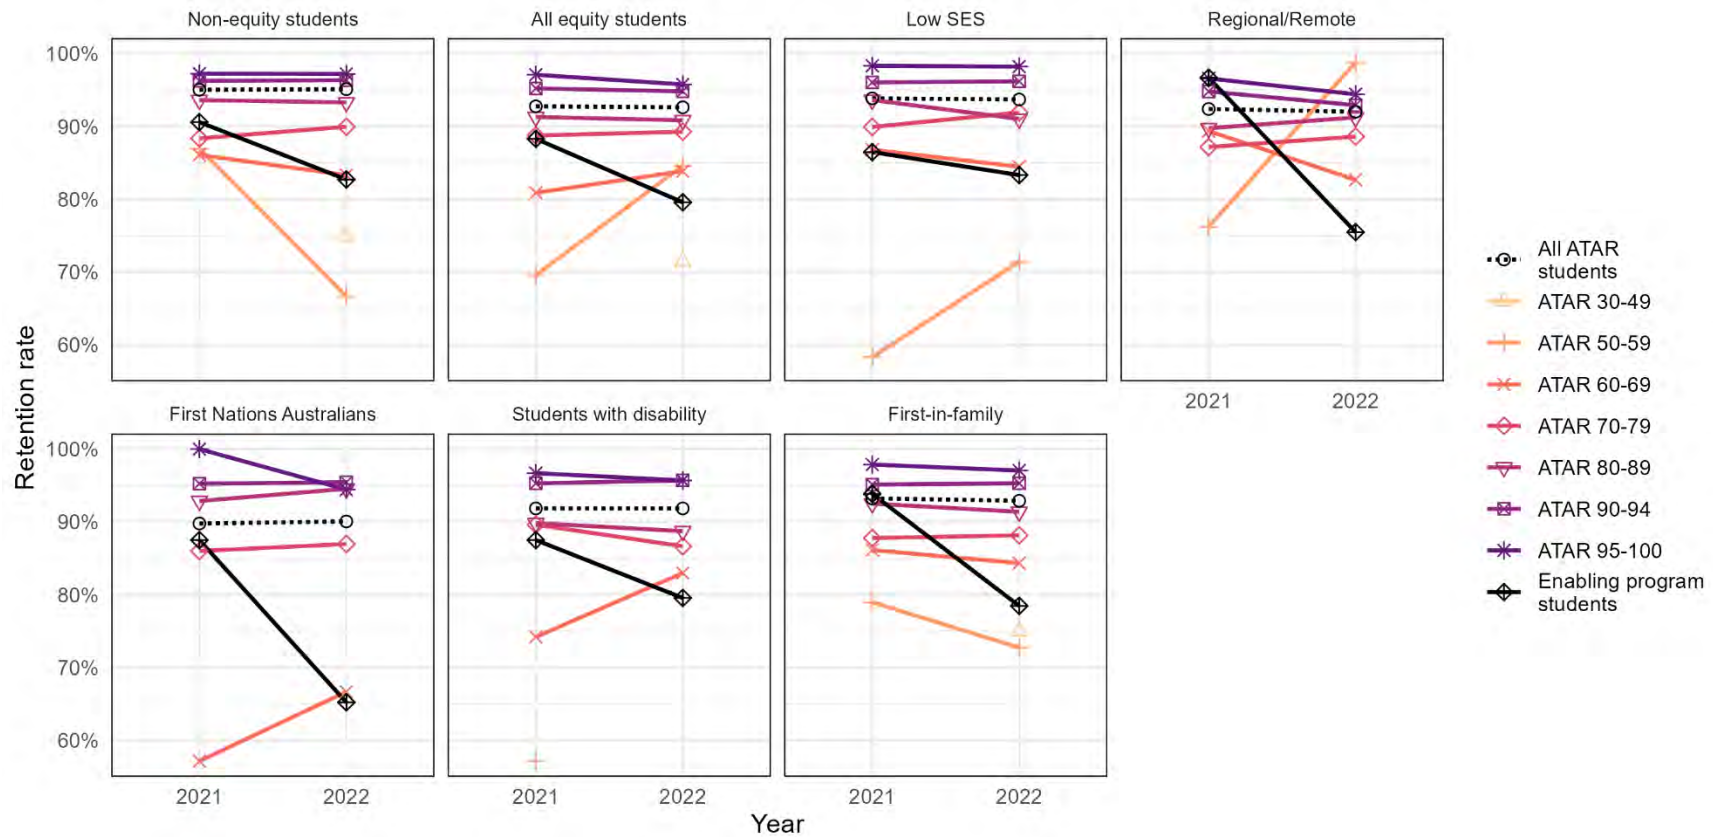 Non-equity students
All equity students
Low SES
Regional/Remote
100%
90%
80%
70%
60%
2021
2022
First Nations Australians
Students with disability
First-in-family
100%
90%
80%
70%
60%
2021
2022
2021
2022
2021
2022
Retention rate
Year
All ATAR
students
ATAR 30-49
ATAR 50-59
ATAR 60-69
ATAR 70-79
ATAR 80-89
ATAR 90-94
ATAR 95-100
Enabling program
students